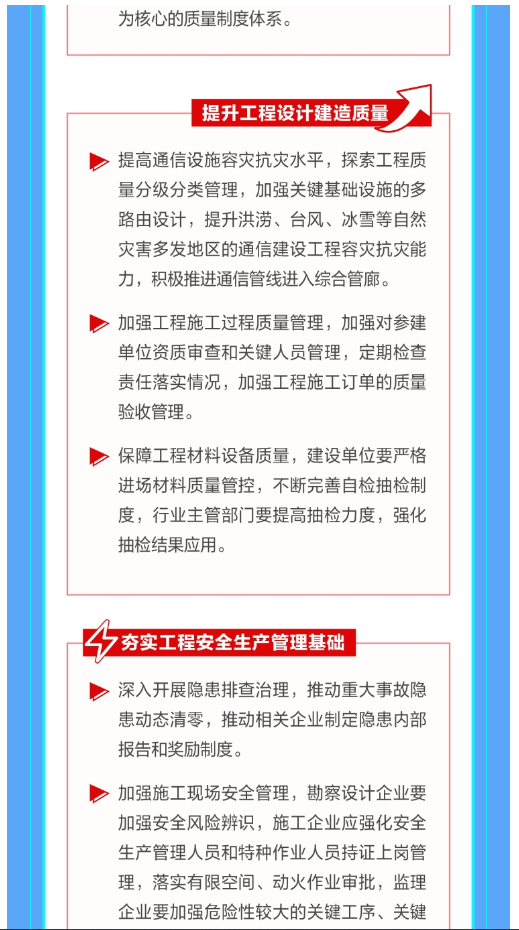 为核心的质量制度体系。
提升工程设计建造质量
提高通信设施容灾抗灾水平，探索工程质
量分级分类管理，加强关键基础设施的多
路由设计，提升洪涝、台风、冰雪等自然
灾害多发地区的通信建设工程容灾抗灾能
力，积极推进通信管线进入综合管廊。
加强工程施工过程质量管理，加强对参建
单位资质审查和关键人员管理，定期检查
责任落实情况，加强工程施工订单的质量
验收管理。
保障工程材料设备质量，建设单位要严格
进场材料质量管控，不断完善自检抽检制
度，行业主管部门要提高抽检力度，强化
抽检结果应用。
夯实工程安全生产管理基础
深入开展隐患排查治理，推动重大事故隐
患动态清零，推动相关企业制定隐患内部
报告和奖励制度。
加强施工现场安全管理，勘察设计企业要
加强安全风险辨识，施工企业应强化安全
生产管理人员和特种作业人员持证上岗管
理，落实有限空间、动火作业审批，监理
企业要加强危险性较大的关键工序、关键